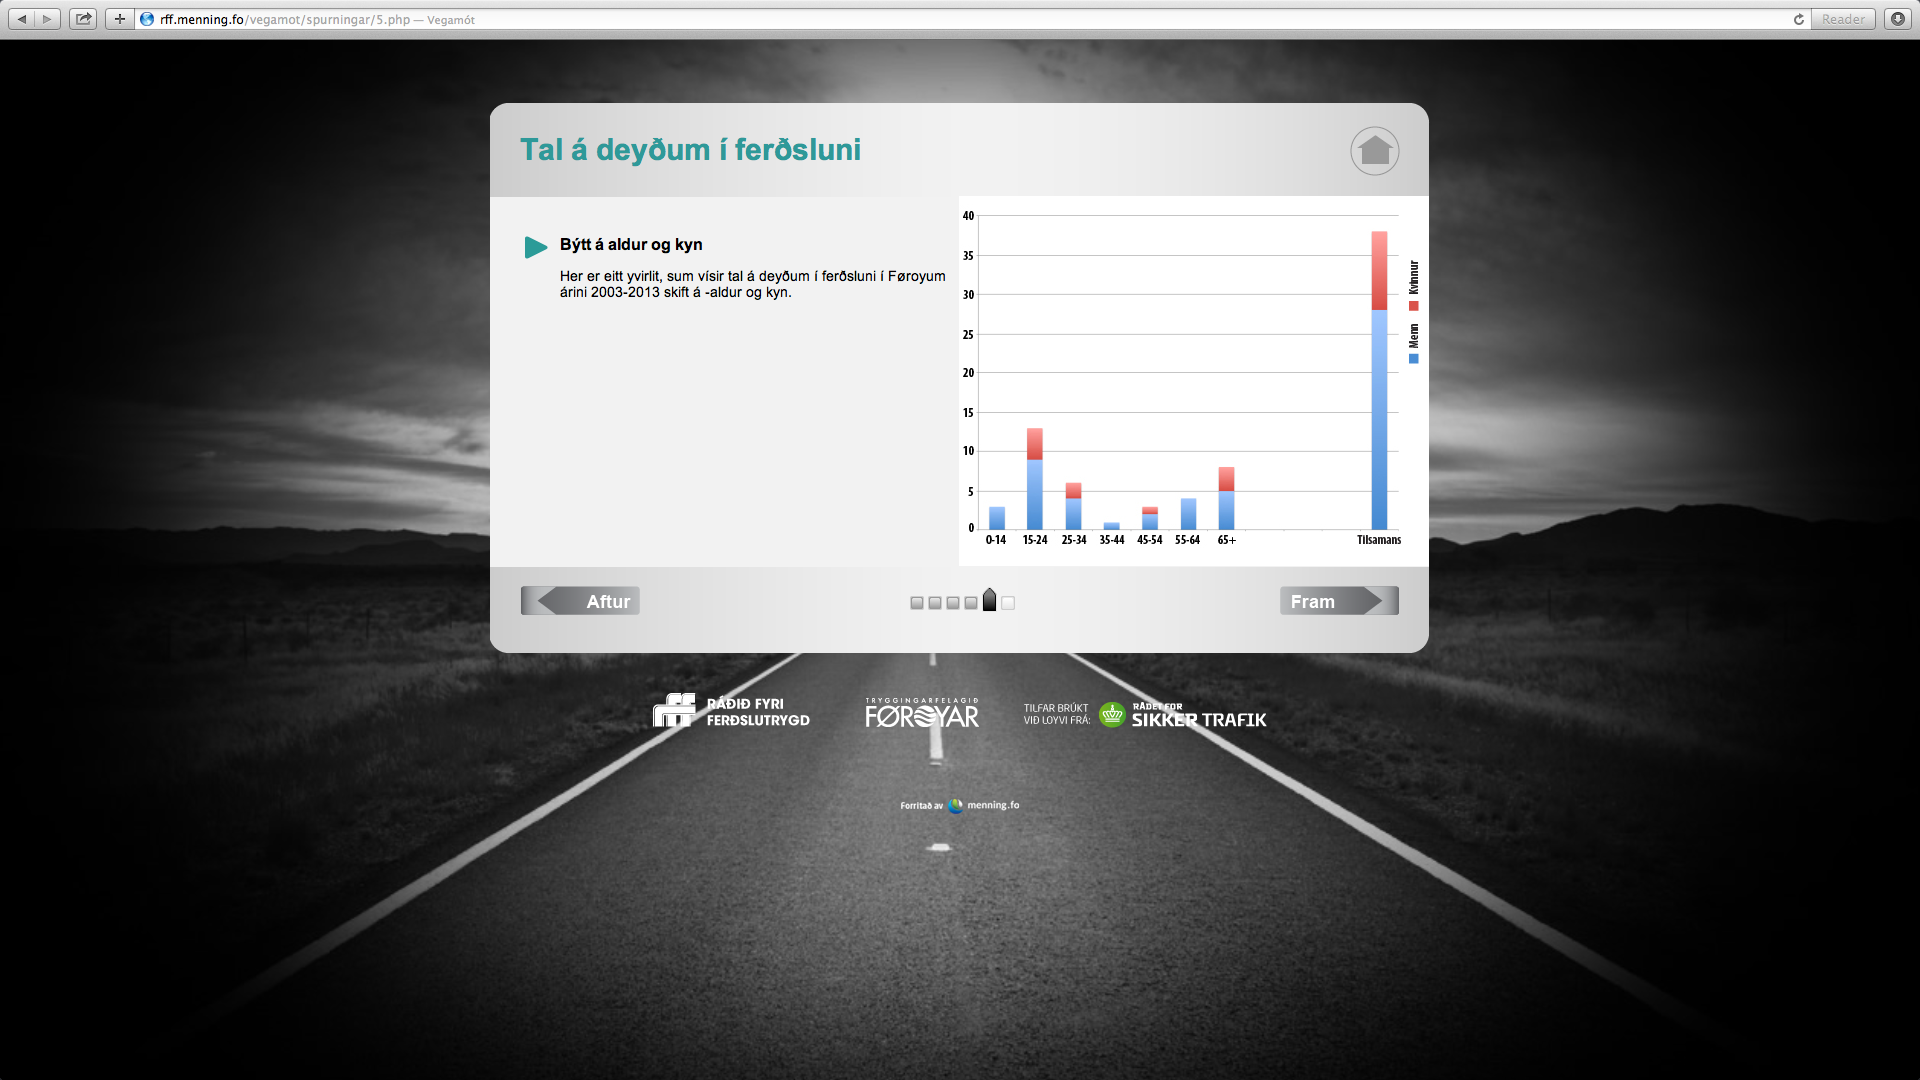 rff.menning.fo/vegamot/spurningar/5.php — Vegamót
Reader
Tal á deyðum í ferðsluni
Býtt á aldur og kyn
Her er eitt yvirlit, sum vísir tal á deyðum í ferðsluni í Føroyum
árini 2003-2013 skift á -aldur og kyn.
40
35
30
25
20
15
10
5
0
0-14 15-24 25-34 35-44 45-54 55-64 65+ Tilsamans
Menn Kvinnur
Aftur
Fram
rff
RÁÐIÐ FYRI
FERÐSLUTRYGD
TRYGGINGARFELAGIÐ
FØROYAR
TILFAR BRÚKT
VIÐ LOYVI FRÁ:
RÅDET FOR
SIKKER TRAFIK
Forritað av menning.fo